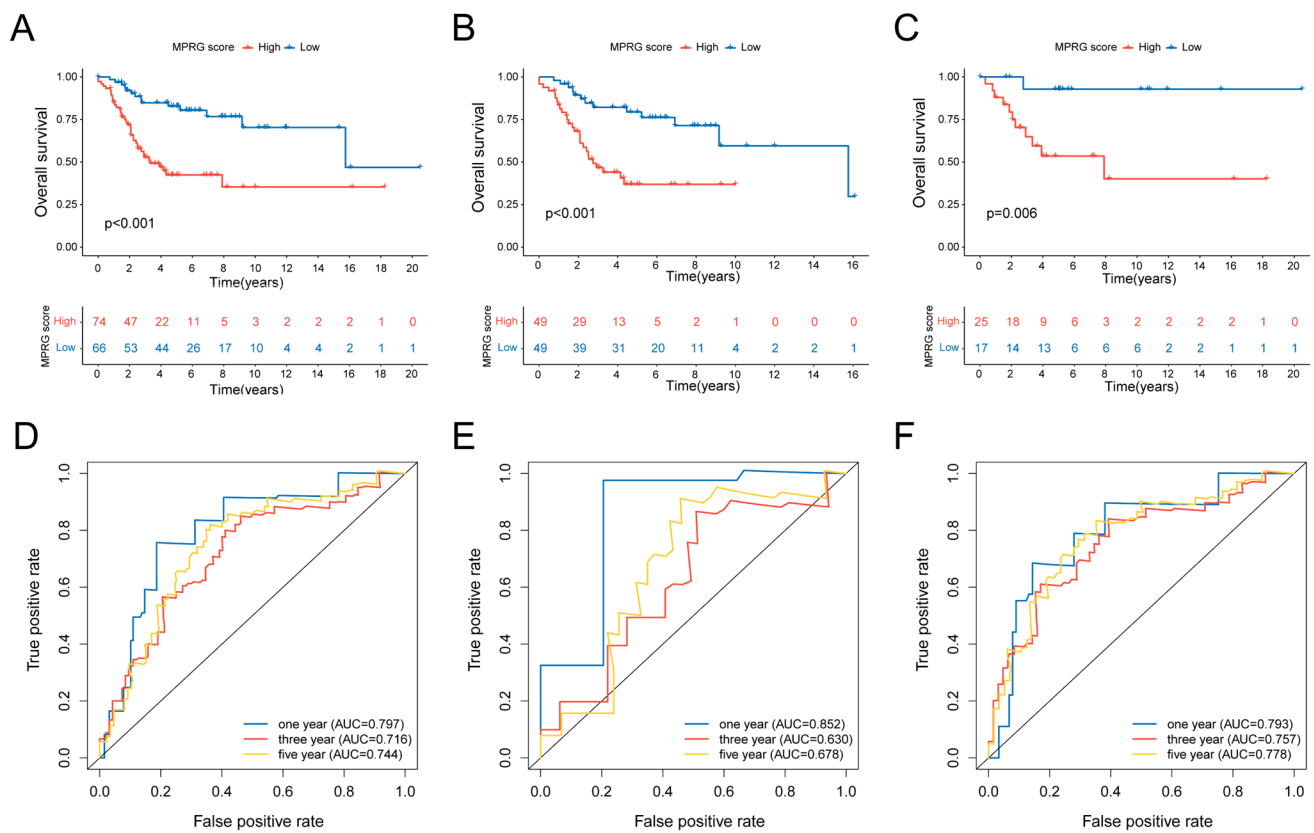 A
MPRG score High Low
1.00
0.75
0.50
0.25
0.00
Overall survival
p<0.001
0 2 4 6 8 10 12 14 16 18 20
Time(years)
MPRG score
High 74 47 22 11 5 3 2 2 2 1 0
Low 66 53 44 26 17 10 4 4 2 1 1
0 2 4 6 8 10 12 14 16 18 20
Time(years)
B
MPRG score High Low
1.00
0.75
0.50
0.25
0.00
Overall survival
p<0.001
0 2 4 6 8 10 12 14 16
Time(years)
MPRG score
High 49 29 13 5 2 1 0 0 0
Low 49 39 31 20 11 4 2 2 1
0 2 4 6 8 10 12 14 16
Time(years)
C
MPRG score High Low
1.00
0.75
0.50
0.25
0.00
Overall survival
p=0.006
0 2 4 6 8 10 12 14 16 18 20
Time(years)
MPRG score
High 25 18 9 6 3 2 2 2 2 1 0
Low 17 14 13 6 6 6 2 2 1 1 1
0 2 4 6 8 10 12 14 16 18 20
Time(years)
D
1.0
0.8
0.6
0.4
0.2
0.0
True positive rate
one year (AUC=0.797)
three year (AUC=0.716)
five year (AUC=0.744)
0.0 0.2 0.4 0.6 0.8 1.0
False positive rate
E
1.0
0.8
0.6
0.4
0.2
0.0
True positive rate
one year (AUC=0.852)
three year (AUC=0.630)
five year (AUC=0.678)
0.0 0.2 0.4 0.6 0.8 1.0
False positive rate
F
1.0
0.8
0.6
0.4
0.2
0.0
True positive rate
one year (AUC=0.793)
three year (AUC=0.757)
five year (AUC=0.778)
0.0 0.2 0.4 0.6 0.8 1.0
False positive rate